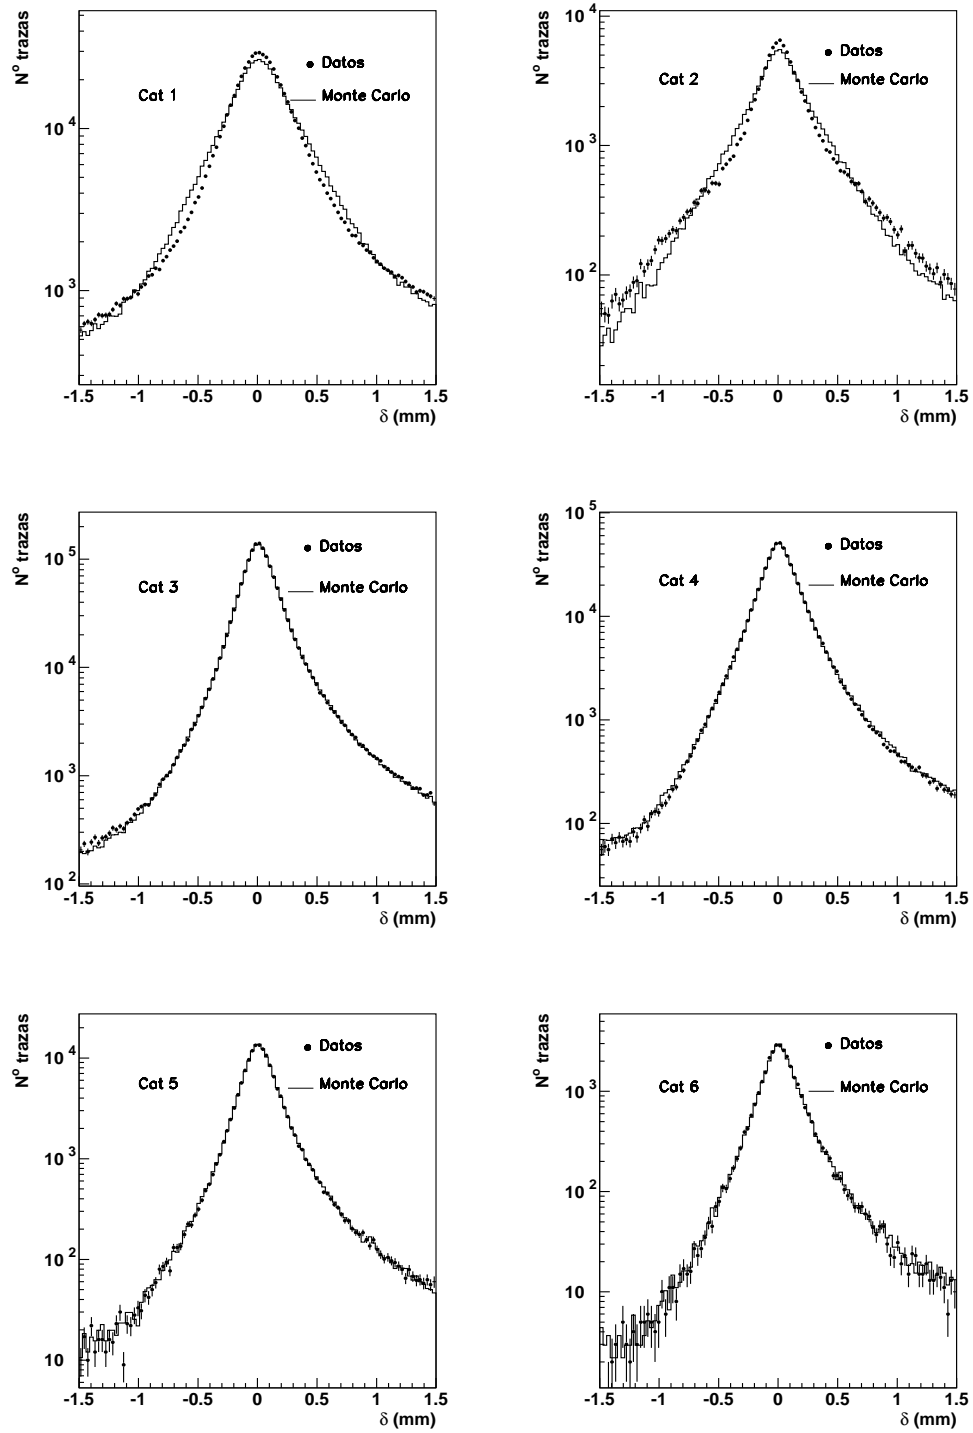 Nº trazas
Cat 1
● Datos
— Monte Carlo
10⁴
10³
-1.5 -1 -0.5 0 0.5 1 1.5
δ (mm)
Nº trazas
Cat 2
● Datos
— Monte Carlo
10⁴
10³
10²
-1.5 -1 -0.5 0 0.5 1 1.5
δ (mm)
Nº trazas
Cat 3
● Datos
— Monte Carlo
10⁵
10⁴
10³
10²
-1.5 -1 -0.5 0 0.5 1 1.5
δ (mm)
Nº trazas
Cat 4
● Datos
— Monte Carlo
10⁵
10⁴
10³
10²
-1.5 -1 -0.5 0 0.5 1 1.5
δ (mm)
Nº trazas
Cat 5
● Datos
— Monte Carlo
10⁴
10³
10²
10
-1.5 -1 -0.5 0 0.5 1 1.5
δ (mm)
Nº trazas
Cat 6
● Datos
— Monte Carlo
10³
10²
10
-1.5 -1 -0.5 0 0.5 1 1.5
δ (mm)